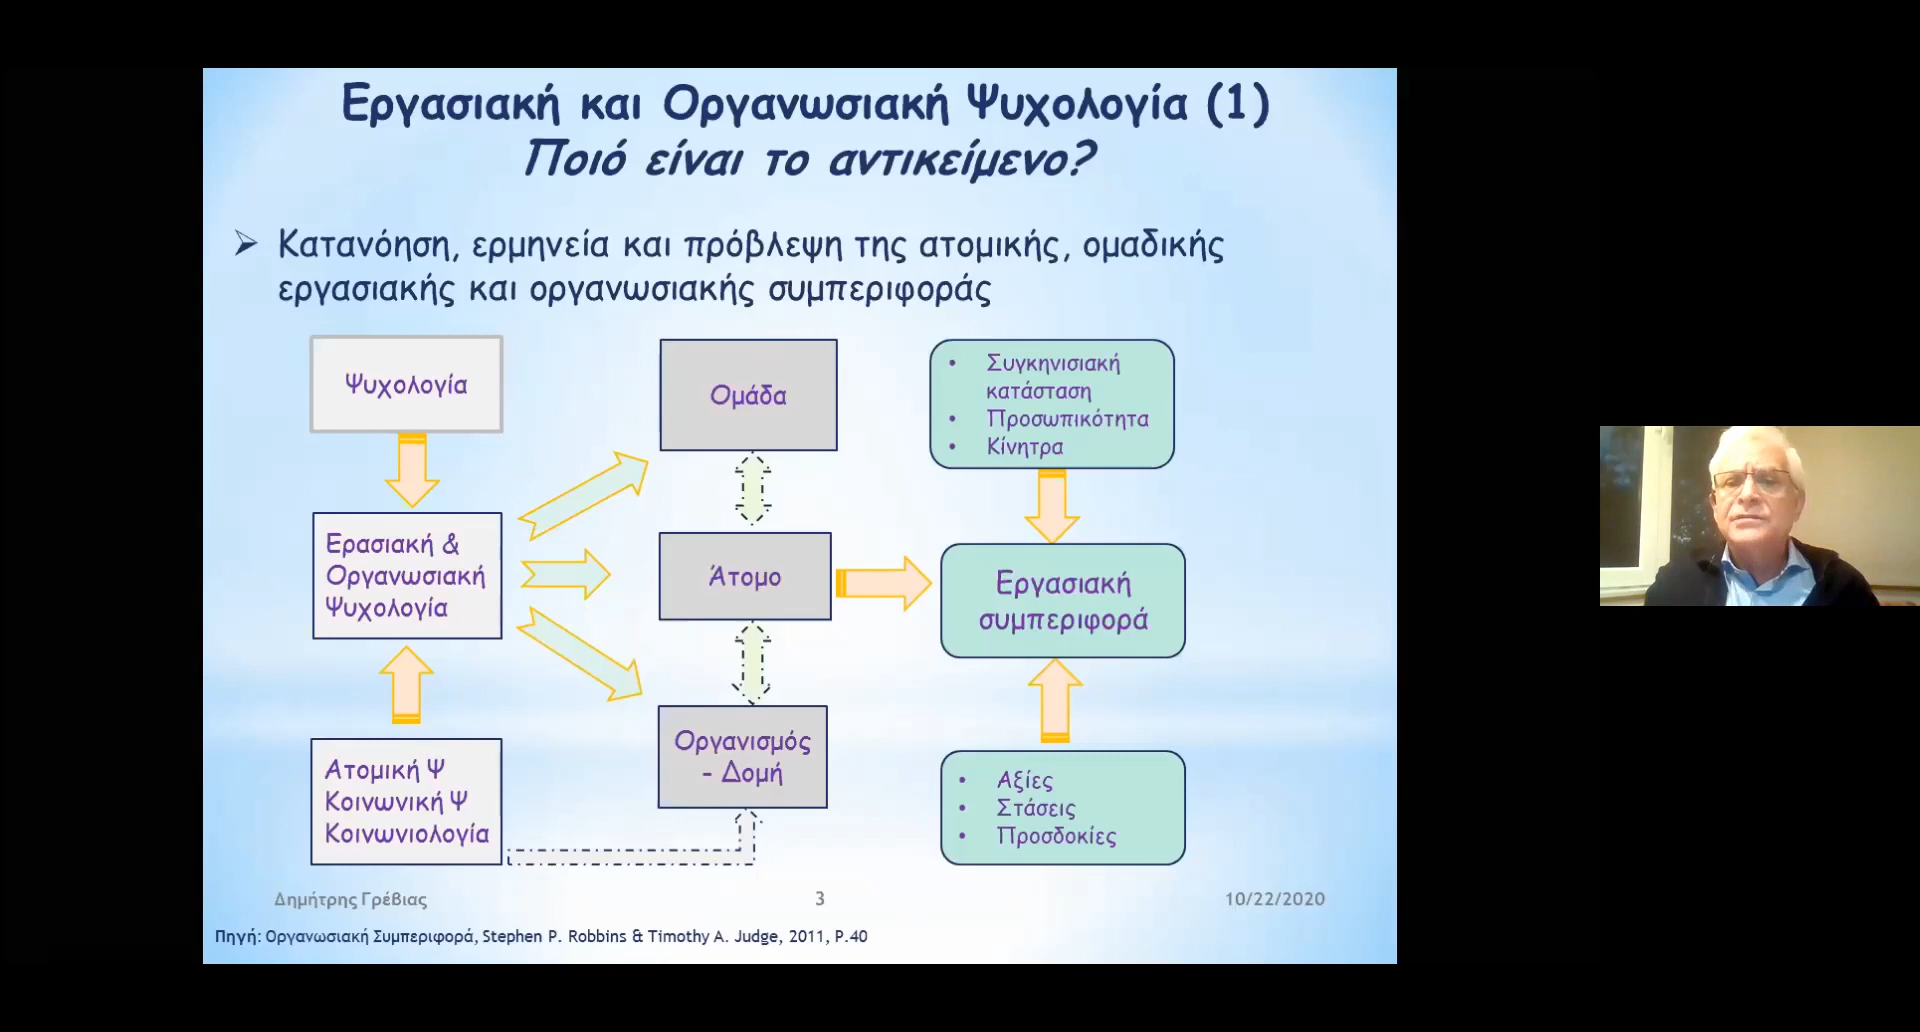 Εργασιακή και Οργανωσιακή Ψυχολογία (1)
Ποιό είναι το αντικείμενο?
➢ Κατανόηση, ερμηνεία και πρόβλεψη της ατομικής, ομαδικής
εργασιακής και οργανωσιακής συμπεριφοράς
Ψυχολογία
Ερασιακή &
Οργανωσιακή
Ψυχολογία
Ατομική Ψ
Κοινωνική Ψ
Κοινωνιολογία
Ομάδα
Άτομο
Οργανισμός
- Δομή
• Συγκηνισιακή
κατάσταση
• Προσωπικότητα
• Κίνητρα
Εργασιακή
συμπεριφορά
• Αξίες
• Στάσεις
• Προσδοκίες
Δημήτρης Γρέβιας
3
10/22/2020
Πηγή: Οργανωσιακή Συμπεριφορά, Stephen P. Robbins & Timothy A. Judge, 2011, P.40